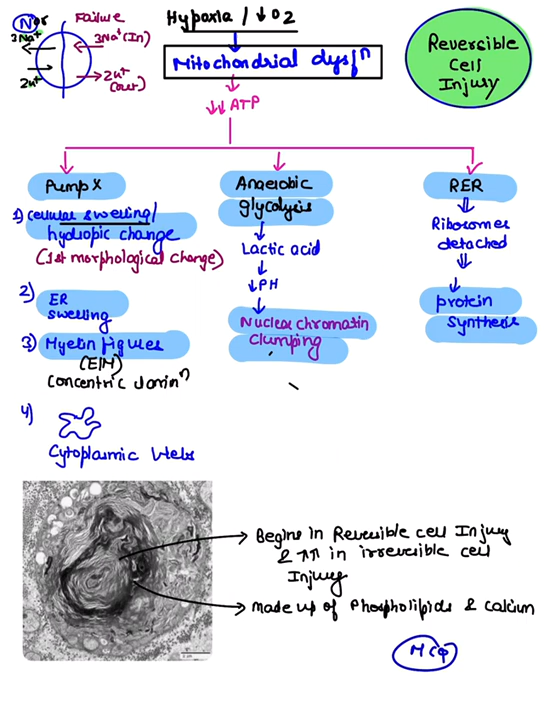 Nor
Failure
3Na+
3Na+(In)
2K+
2K+
(out)
Hypoxia / ↓O2
Mitochondrial dysfn
↓↓ATP
Reversible
Cell
Injury
Pump X
1) cellular swelling/
hydropic change
(1st morphological change)
2) ER
swelling
3) Myelin figures
(E/M)
Concentric laminn
4)
Cytoplasmic blebs
Anaerobic
glycolysis
Lactic acid
↓PH
Nuclear chromatin
clumping
RER
Ribosomes
detached
↓protein
synthesis
Begins in Reversible cell Injury
& ↑↑ in irreversible cell
Injury
made up of Phospholipids & calcium
MCQ